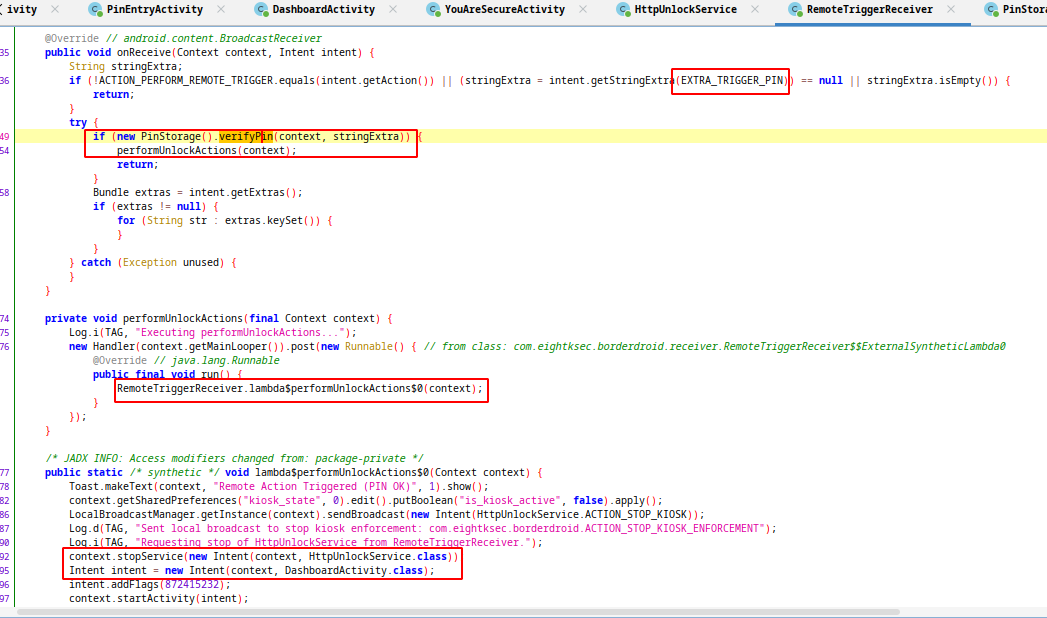 ivity PinEntryActivity DashboardActivity YouAreSecureActivity HttpUnlockService RemoteTriggerReceiver PinStora
@Override // android.content.BroadcastReceiver
35 public void onReceive(Context context, Intent intent) {
String stringExtra;
36 if (!ACTION_PERFORM_REMOTE_TRIGGER.equals(intent.getAction()) || (stringExtra = intent.getStringExtra(EXTRA_TRIGGER_PIN)) == null || stringExtra.isEmpty()) {
return;
}
try {
49 if (new PinStorage().verifyPin(context, stringExtra)) {
54 performUnlockActions(context);
return;
}
58 Bundle extras = intent.getExtras();
if (extras != null) {
for (String str : extras.keySet()) {
}
}
} catch (Exception unused) {
}
}
74 private void performUnlockActions(final Context context) {
75 Log.i(TAG, "Executing performUnlockActions...");
76 new Handler(context.getMainLooper()).post(new Runnable() { // from class: com.eightksec.borderdroid.receiver.RemoteTriggerReceiver$$ExternalSyntheticLambda0
@Override // java.lang.Runnable
public final void run() {
RemoteTriggerReceiver.lambda$performUnlockActions$0(context);
}
});
}
/* JADX INFO: Access modifiers changed from: package-private */
77 public static /* synthetic */ void lambda$performUnlockActions$0(Context context) {
78 Toast.makeText(context, "Remote Action Triggered (PIN OK)", 1).show();
82 context.getSharedPreferences("kiosk_state", 0).edit().putBoolean("is_kiosk_active", false).apply();
86 LocalBroadcastManager.getInstance(context).sendBroadcast(new Intent(HttpUnlockService.ACTION_STOP_KIOSK));
87 Log.d(TAG, "Sent local broadcast to stop kiosk enforcement: com.eightksec.borderdroid.ACTION_STOP_KIOSK_ENFORCEMENT");
90 Log.i(TAG, "Requesting stop of HttpUnlockService from RemoteTriggerReceiver.");
92 context.stopService(new Intent(context, HttpUnlockService.class))
95 Intent intent = new Intent(context, DashboardActivity.class);
96 intent.addFlags(872415232);
97 context.startActivity(intent);